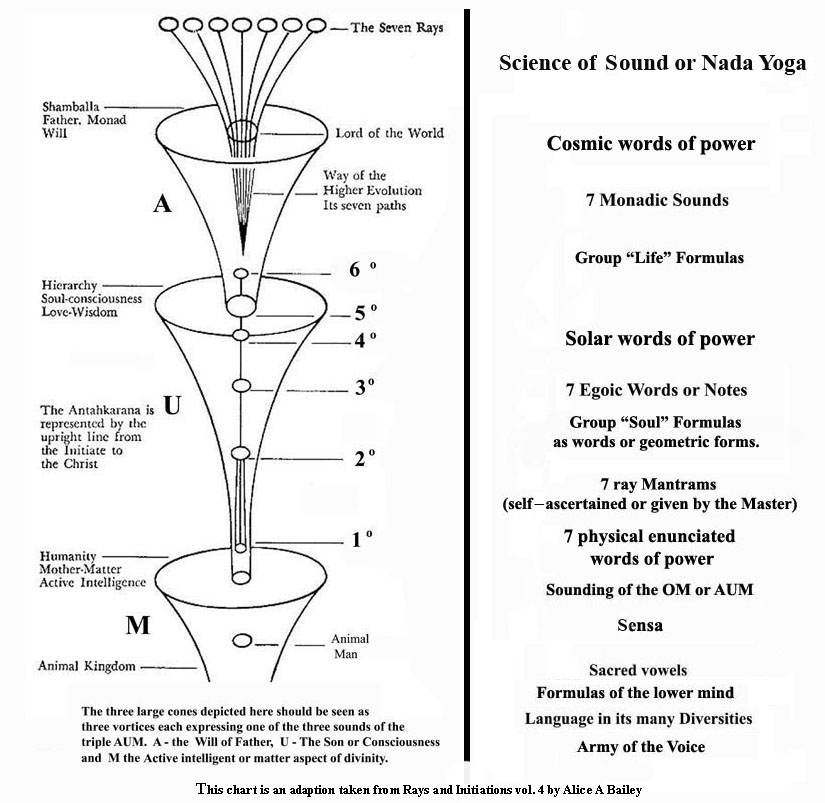 The Seven Rays
Shamballa
Father, Monad
Will
Lord of the World
Way of the
Higher Evolution
Its seven paths
A
6 º
Hierarchy
Soul-consciousness
Love-Wisdom
5 º
4 º
3 º
The Antahkarana is
represented by the
upright line from
the Initiate to
the Christ
U
2 º
1 º
Humanity
Mother-Matter
Active Intelligence
M
Animal
Man
Animal Kingdom
The three large cones depicted here should be seen as
three vortices each expressing one of the three sounds of the
triple AUM. A - the Will of Father, U - The Son or Consciousness
and M the Active intelligent or matter aspect of divinity.
Science of Sound or Nada Yoga
Cosmic words of power
7 Monadic Sounds
Group “Life” Formulas
Solar words of power
7 Egoic Words or Notes
Group “Soul” Formulas
as words or geometric forms.
7 ray Mantrams
(self–ascertained or given by the Master)
7 physical enunciated
words of power
Sounding of the OM or AUM
Sensa
Sacred vowels
Formulas of the lower mind
Language in its many Diversities
Army of the Voice
This chart is an adaption taken from Rays and Initiations vol. 4 by Alice A Bailey